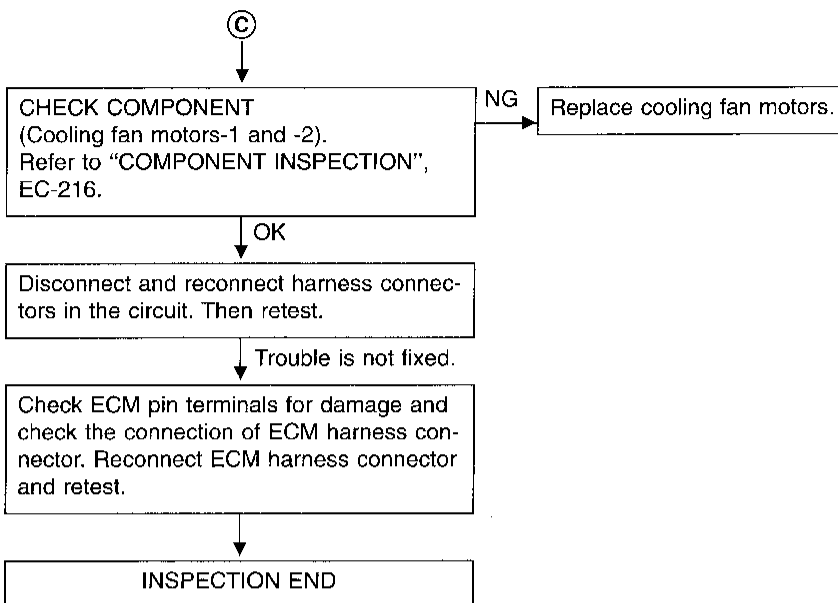 C
CHECK COMPONENT
(Cooling fan motors-1 and -2).
Refer to “COMPONENT INSPECTION”,
EC-216.
NG
Replace cooling fan motors.
OK
Disconnect and reconnect harness connec-
tors in the circuit. Then retest.
Trouble is not fixed.
Check ECM pin terminals for damage and
check the connection of ECM harness con-
nector. Reconnect ECM harness connector
and retest.
INSPECTION END